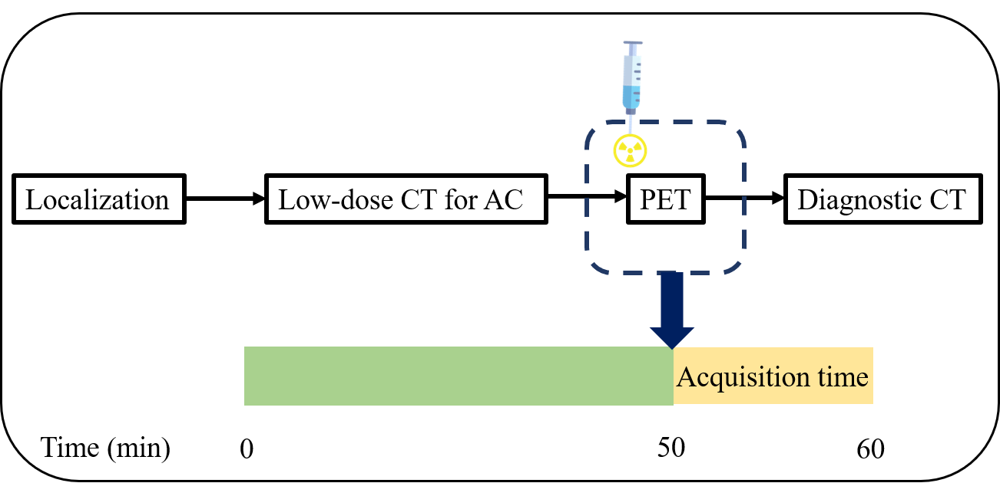 Localization
Low-dose CT for AC
PET
Diagnostic CT
Acquisition time
Time (min)
0
50
60